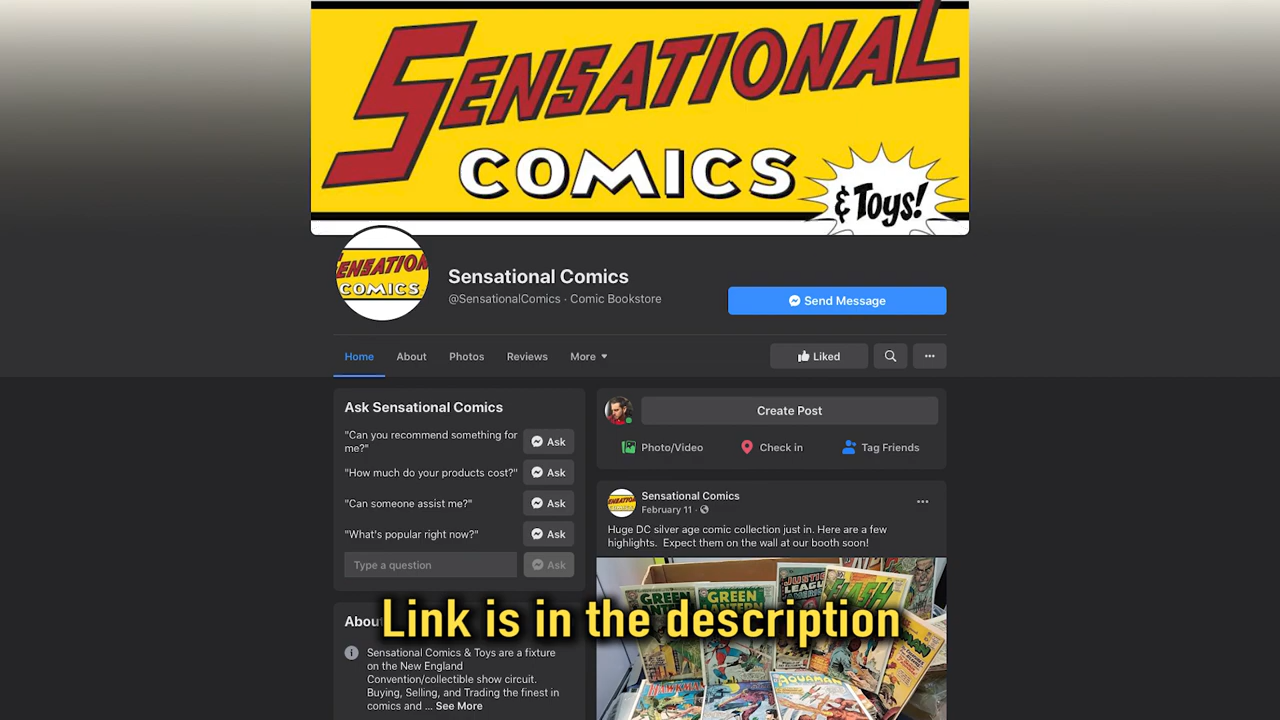 SENSATIONAL
COMICS
& Toys!
ENSATION
COMICS
Sensational Comics
@SensationalComics · Comic Bookstore
Send Message
Home
About
Photos
Reviews
More
Liked
Ask Sensational Comics
"Can you recommend something for
me?"
Ask
"How much do your products cost?"
Ask
"Can someone assist me?"
Ask
"What's popular right now?"
Ask
Type a question
Ask
Create Post
Photo/Video
Check in
Tag Friends
Sensational Comics
February 11 ·
Huge DC silver age comic collection just in. Here are a few
highlights. Expect them on the wall at our booth soon!
GREEN
LANTERN
GREEN
LANTERN
JUSTICE
LEAGUE
FLASH
AQUAMAN
Link is in the description
Abou
Sensational Comics & Toys are a fixture
on the New England
Convention/collectible show circuit.
Buying, Selling, and Trading the finest in
comics and ... See More